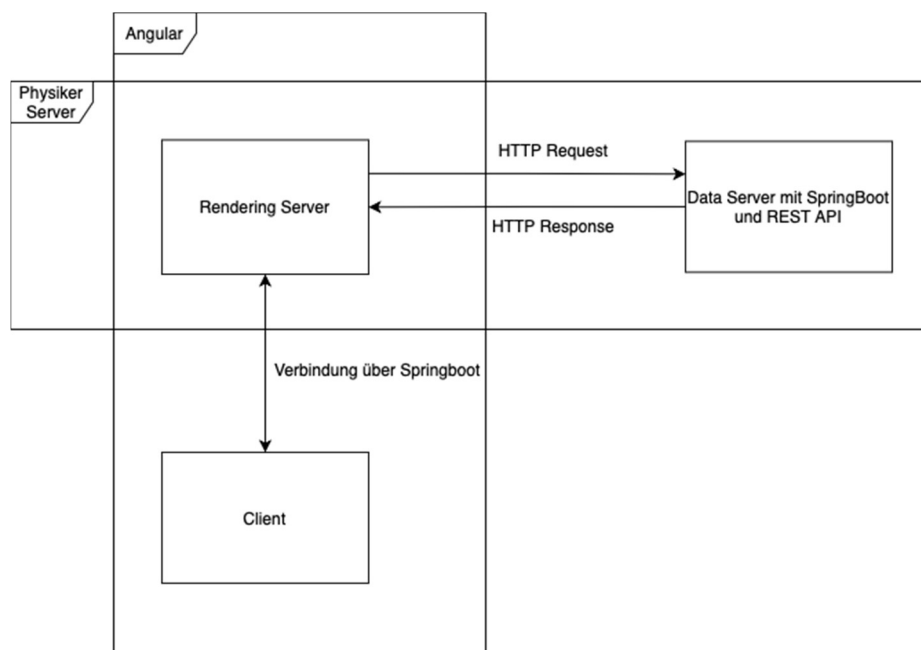 Angular
Physiker
Server
HTTP Request
Rendering Server
Data Server mit SpringBoot
und REST API
HTTP Response
Verbindung über Springboot
Client